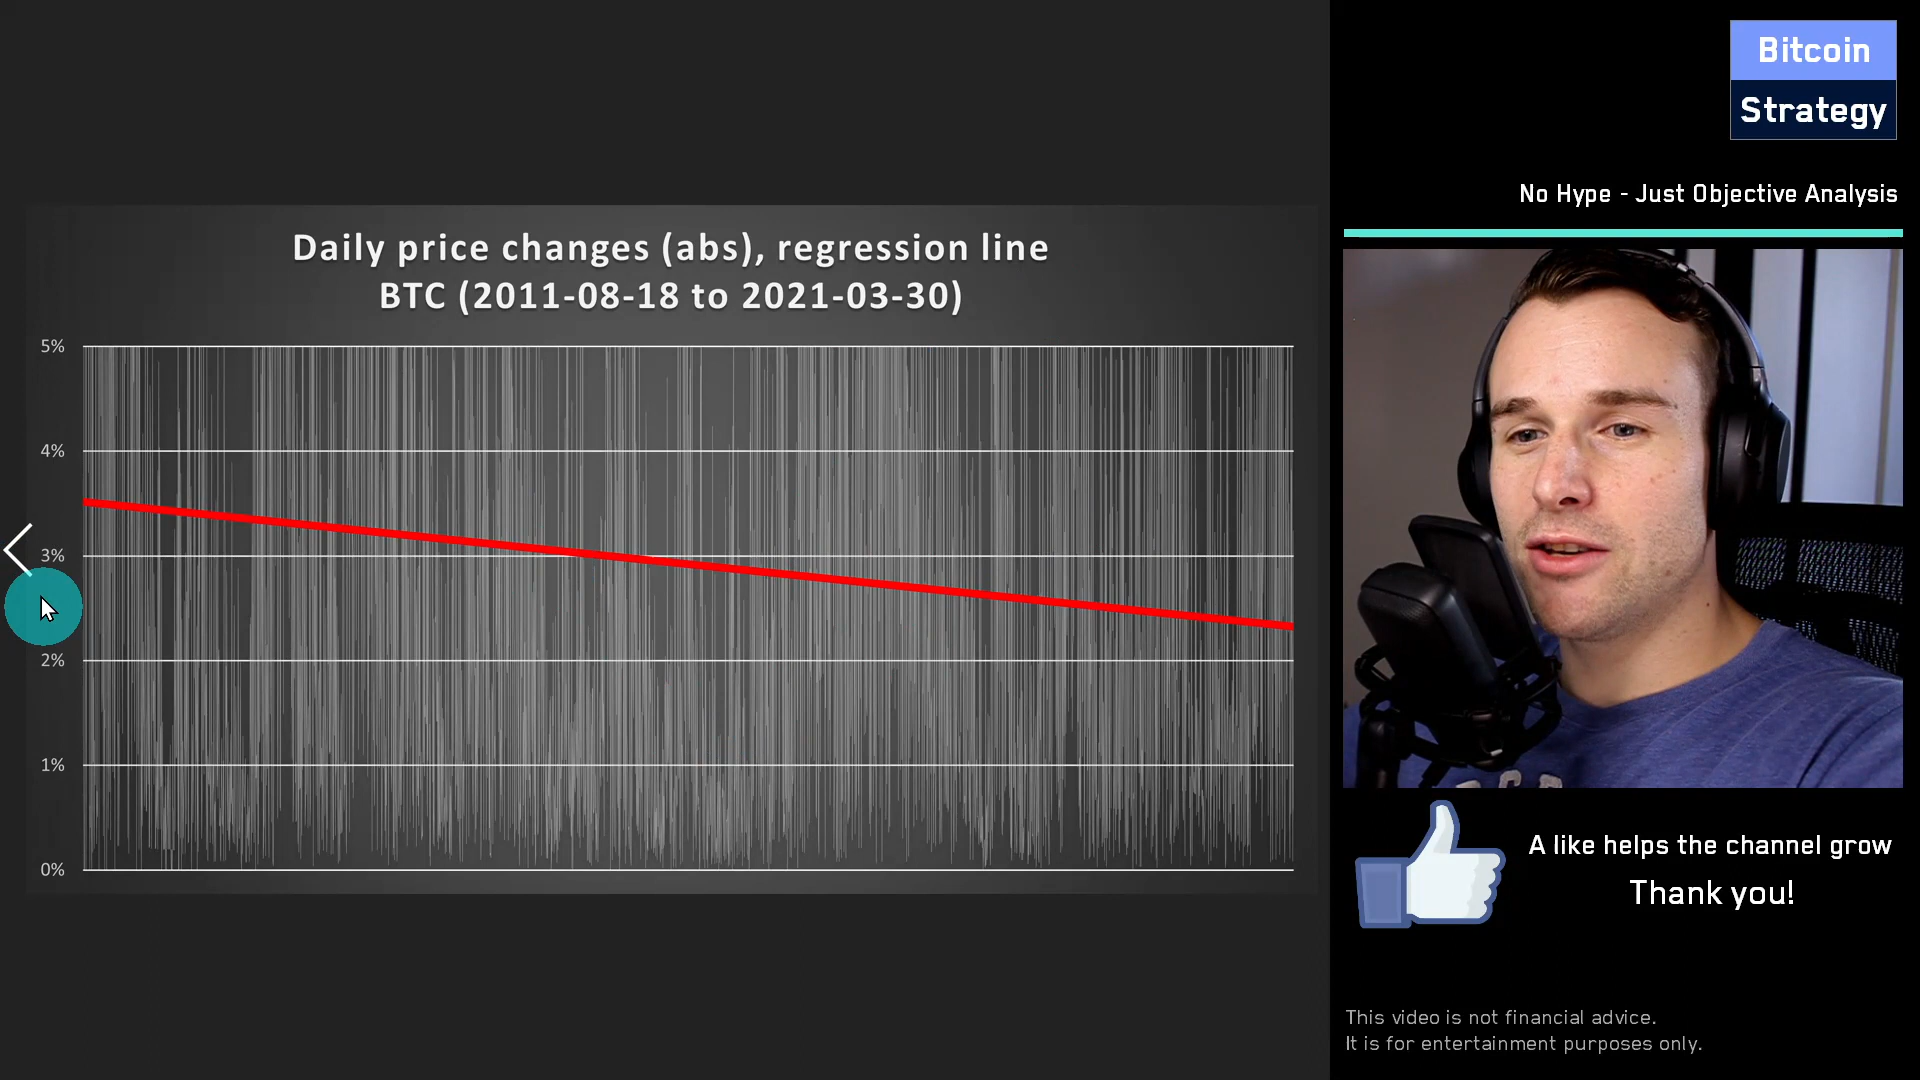 Daily price changes (abs), regression line
BTC (2011-08-18 to 2021-03-30)
5%
4%
3%
2%
1%
0%
Bitcoin
Strategy
No Hype - Just Objective Analysis
A like helps the channel grow
Thank you!
This video is not financial advice.
It is for entertainment purposes only.